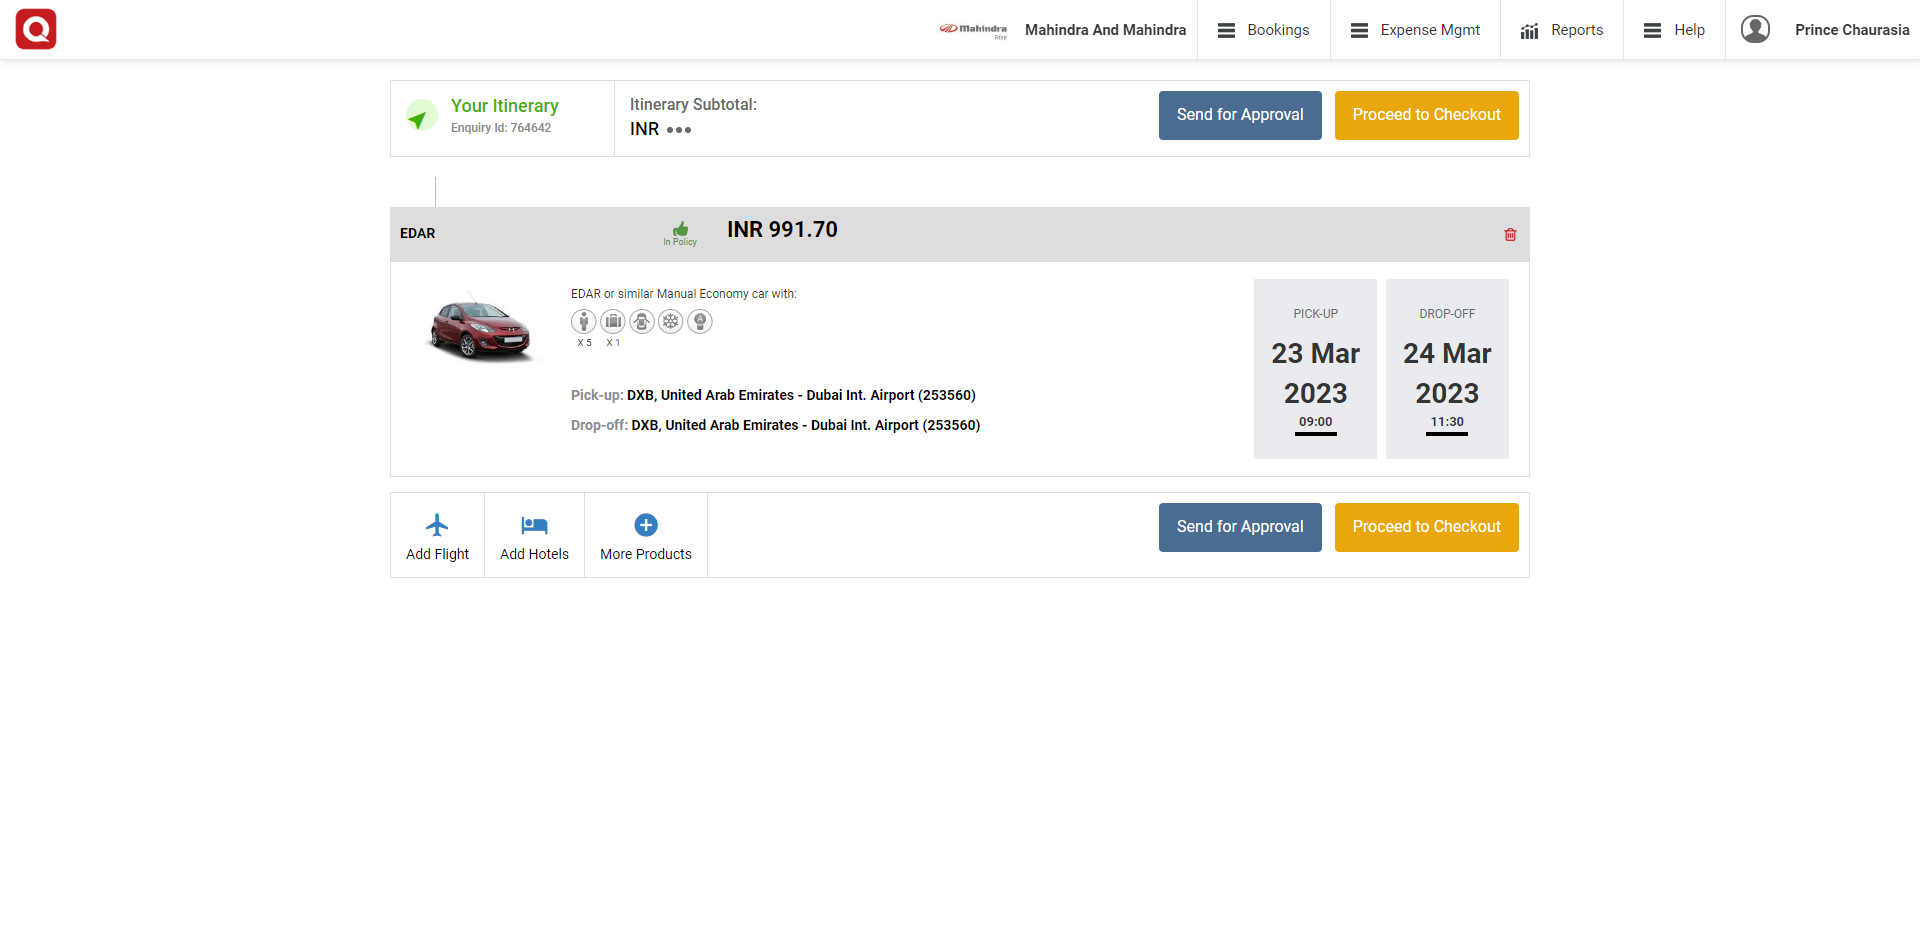 Mahindra
Rise
Mahindra And Mahindra
Bookings
Expense Mgmt
Reports
Help
Prince Chaurasia
Your Itinerary
Enquiry Id: 764642
Itinerary Subtotal:
INR
Send for Approval
Proceed to Checkout
EDAR
In Policy
INR 991.70
EDAR or similar Manual Economy car with:
X 5
X 1
Pick-up: DXB, United Arab Emirates - Dubai Int. Airport (253560)
Drop-off: DXB, United Arab Emirates - Dubai Int. Airport (253560)
PICK-UP
23 Mar
2023
09:00
DROP-OFF
24 Mar
2023
11:30
Add Flight
Add Hotels
More Products
Send for Approval
Proceed to Checkout